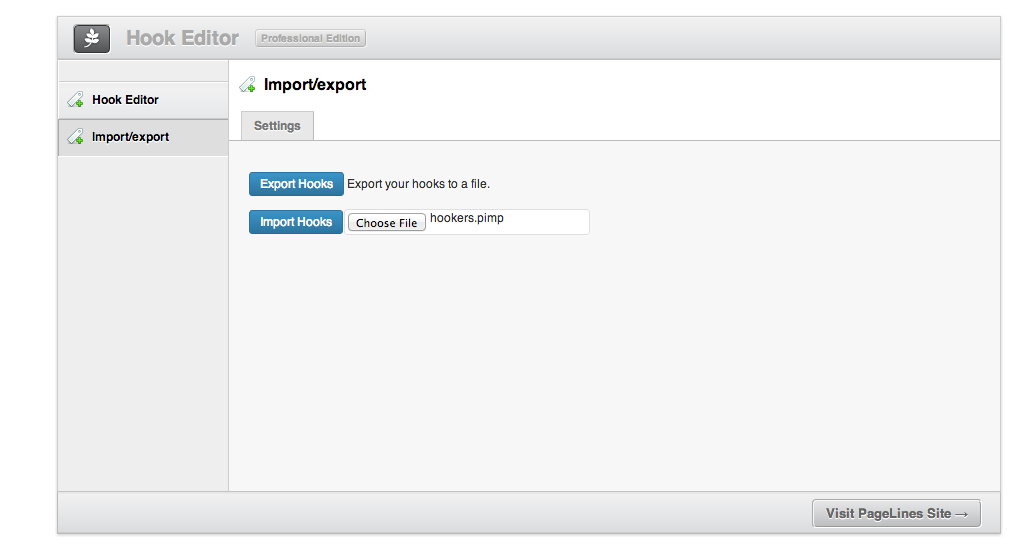 Hook Editor Professional Edition
Hook Editor
Import/export
Import/export
Settings
Export Hooks Export your hooks to a file.
Import Hooks Choose File hookers.pimp
Visit PageLines Site →